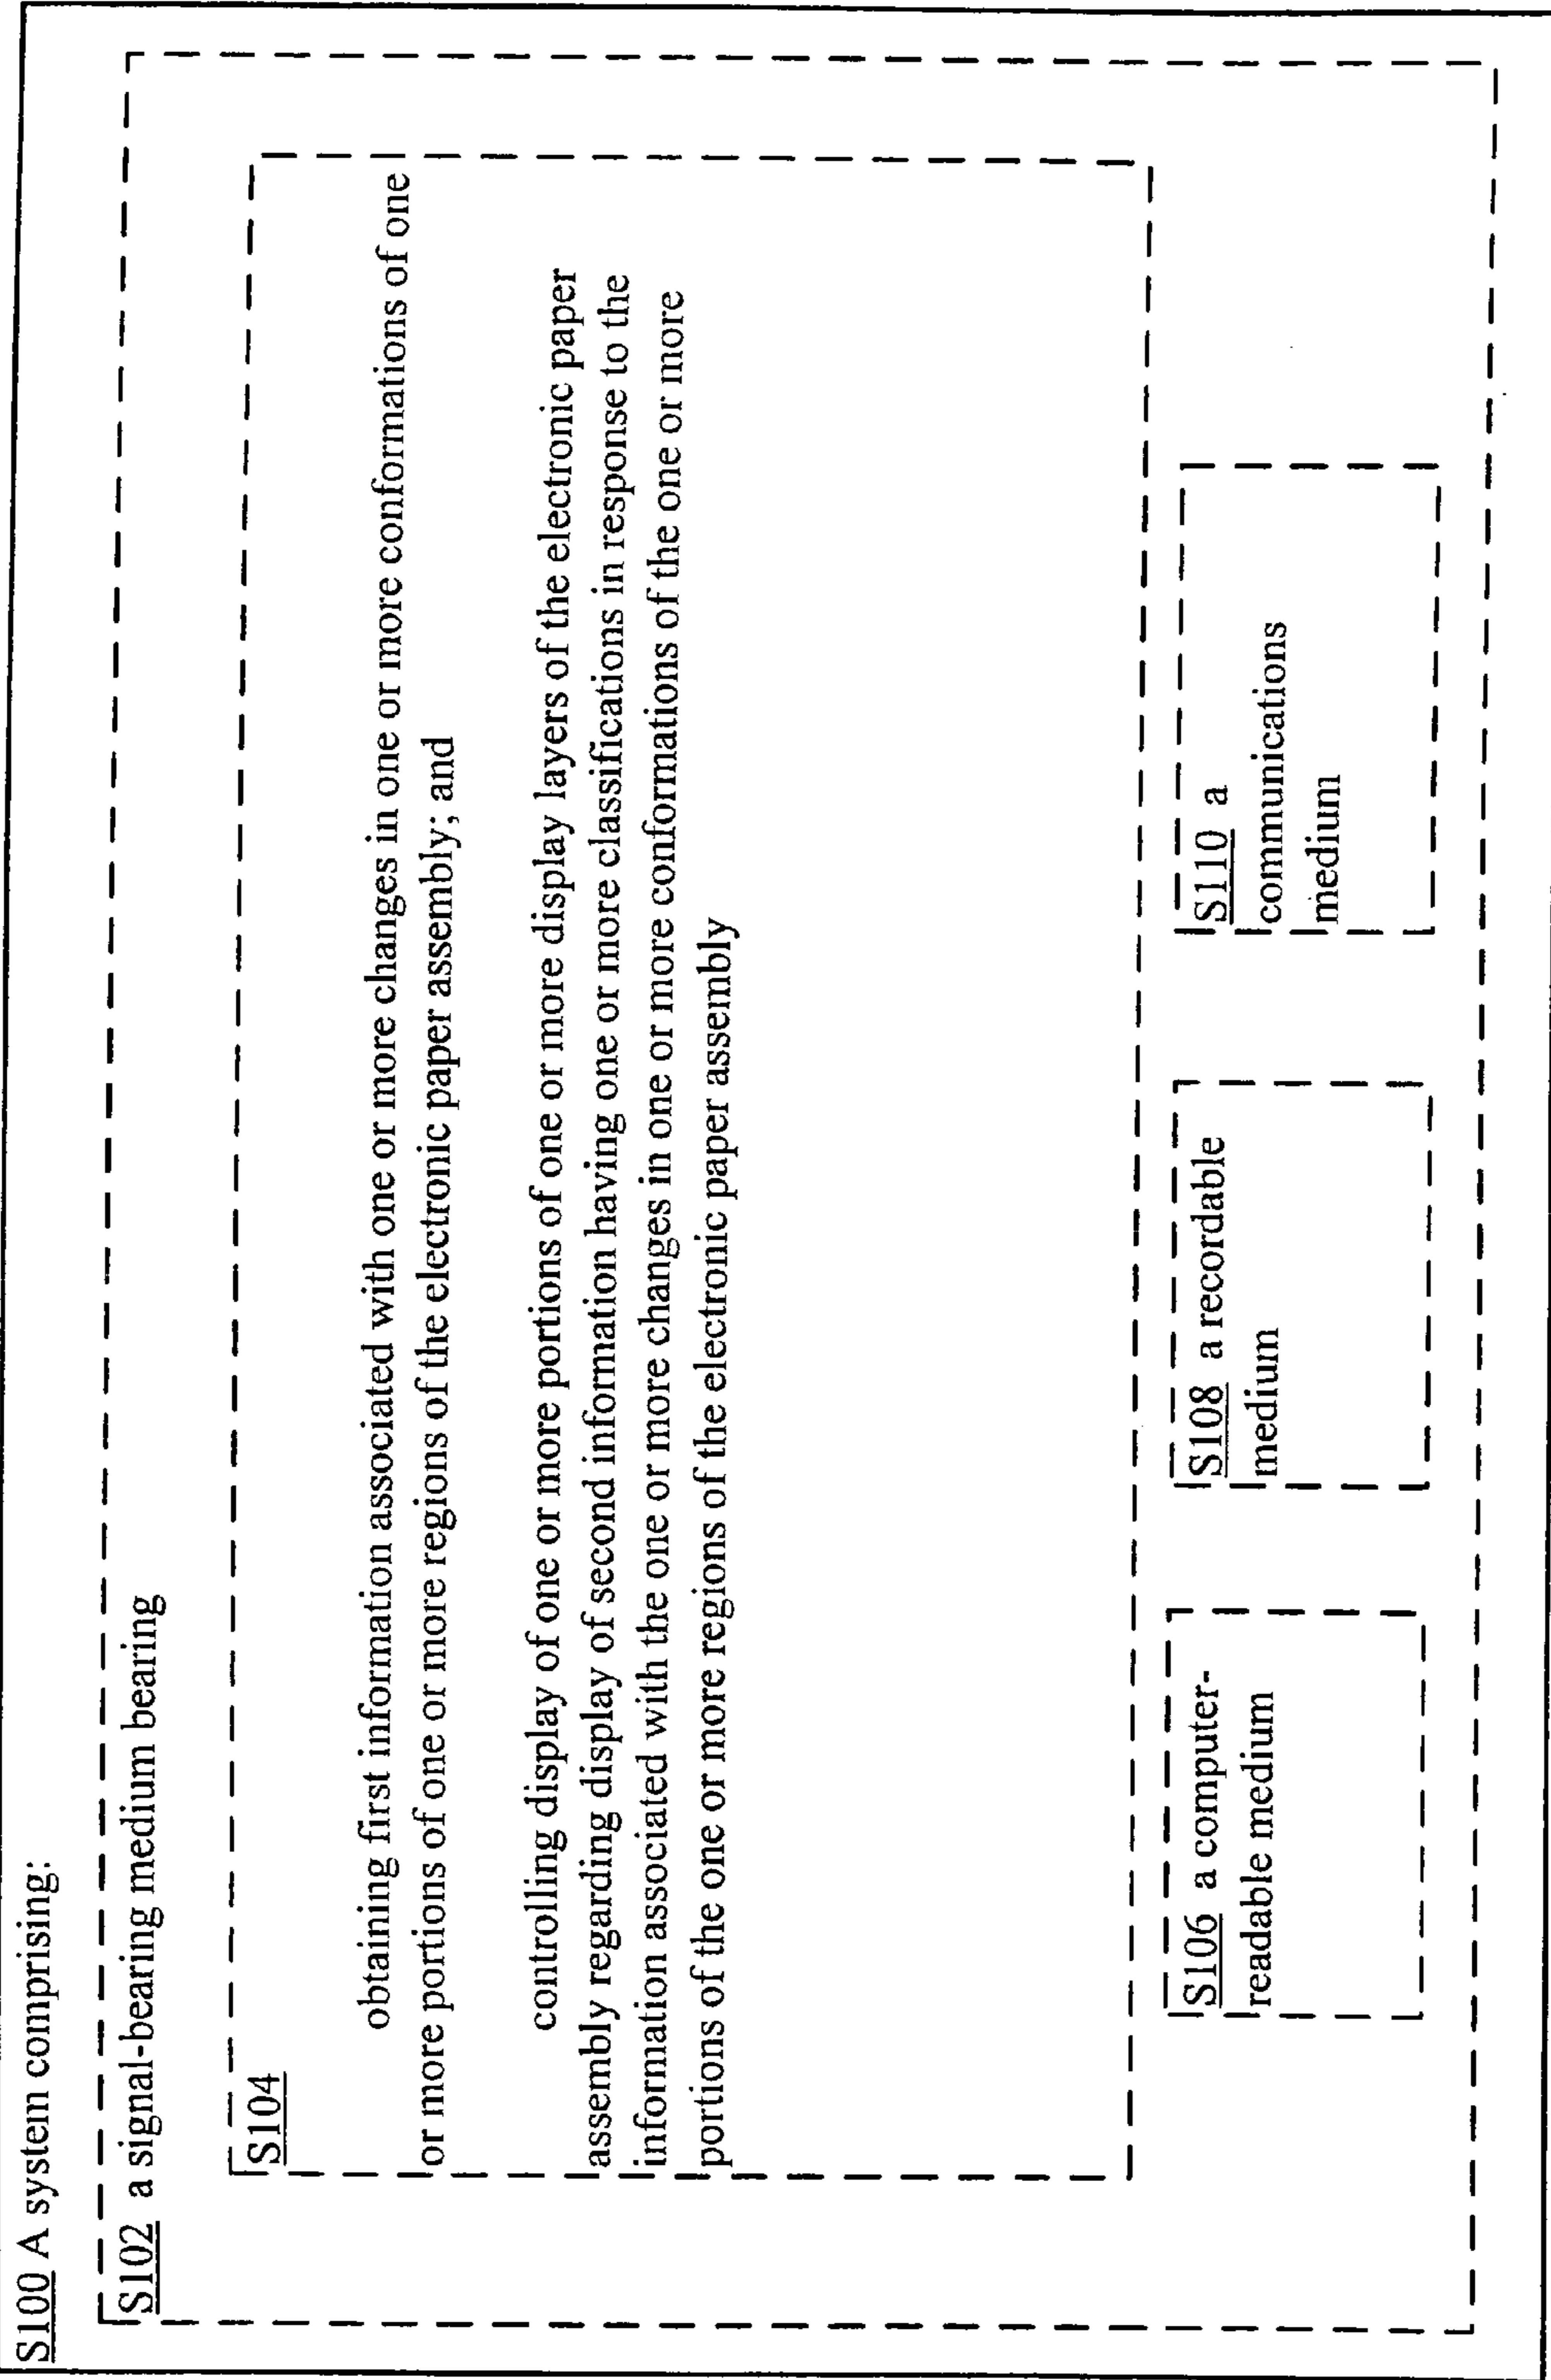 S100 A system comprising:
S102 a signal-bearing medium bearing
S104
obtaining first information associated with one or more changes in one or more conformations of one
or more portions of one or more regions of the electronic paper assembly; and
controlling display of one or more portions of one or more display layers of the electronic paper
assembly regarding display of second information having one or more classifications in response to the
information associated with the one or more changes in one or more conformations of the one or more
portions of the one or more regions of the electronic paper assembly
S106 a computer-
readable medium
S108 a recordable
medium
S110 a
communications
medium